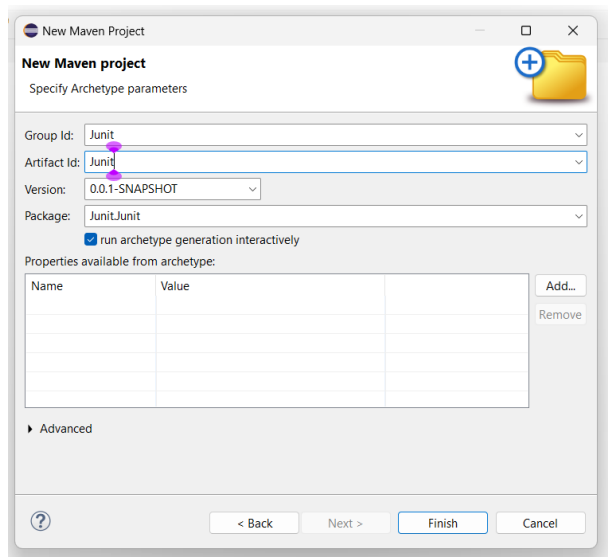 New Maven Project
New Maven project
Specify Archetype parameters
Group Id: Junit
Artifact Id: Junit
Version: 0.0.1-SNAPSHOT
Package: Junit.Junit
run archetype generation interactively
Properties available from archetype:
Name Value Add...
Remove
Advanced
? < Back Next > Finish Cancel